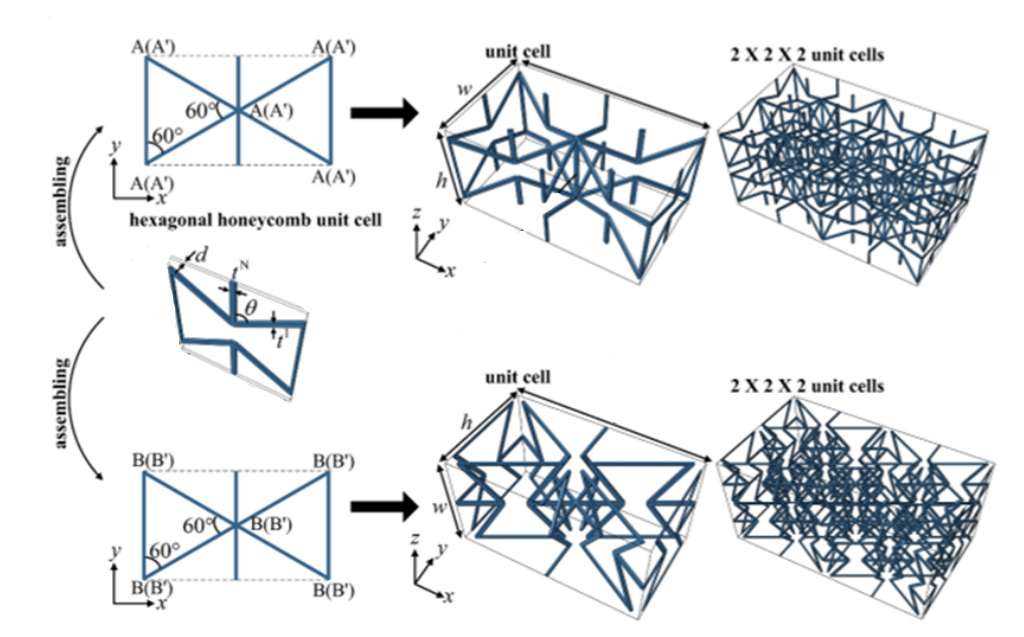 A(A') A(A')
60° A(A')
60°
y
A(A') A(A')
x
hexagonal honeycomb unit cell
assembling
unit cell
w
h
z
y
x
2 X 2 X 2 unit cells
d
t^N
θ
t^I
assembling
B(B') B(B')
60° B(B')
60°
y
B(B') B(B')
x
unit cell
h
w
z
y
x
2 X 2 X 2 unit cells